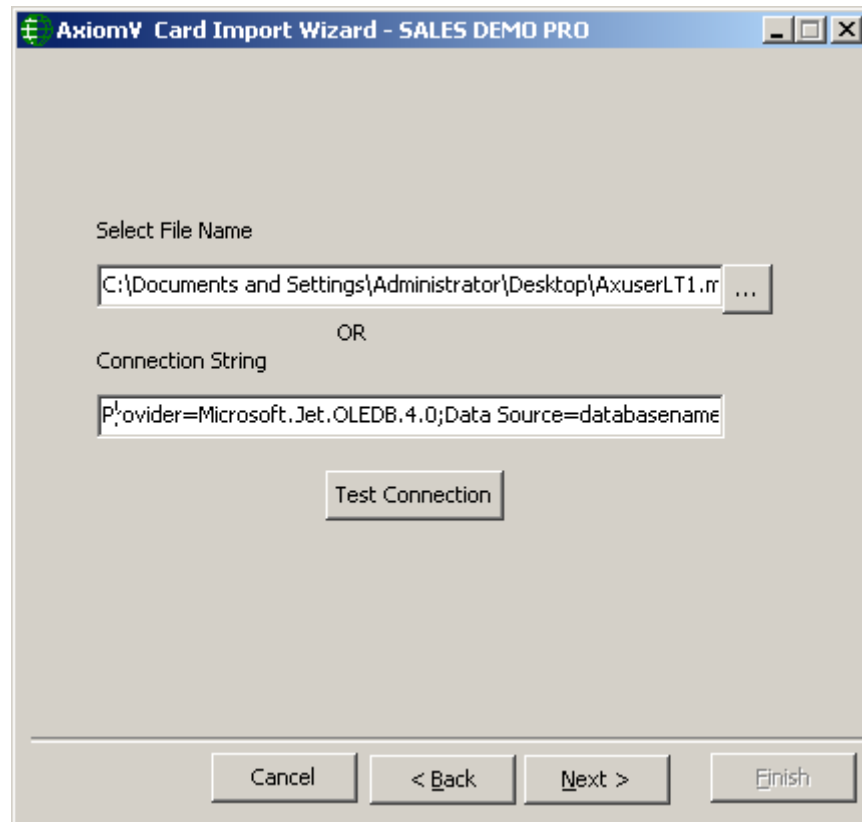 AxiomV Card Import Wizard - SALES DEMO PRO
Select File Name
C:\Documents and Settings\Administrator\Desktop\AxuserLT1.m
...
OR
Connection String
Provider=Microsoft.Jet.OLEDB.4.0;Data Source=databasename
Test Connection
Cancel
< Back
Next >
Finish